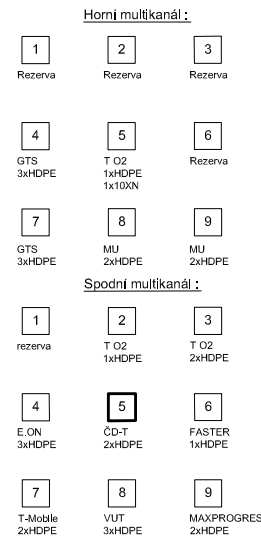 Horní multikanál :
1 2 3
Rezerva Rezerva Rezerva
4 5 6
GTS T O2 Rezerva
3xHDPE 1xHDPE
1x10XN
7 8 9
GTS MU MU
3xHDPE 2xHDPE 2xHDPE
Spodní multikanál :
1 2 3
rezerva T O2 T O2
1xHDPE 2xHDPE
4 5 6
E.ON ČD-T FASTER
3xHDPE 2xHDPE 1xHDPE
7 8 9
T-Mobile VUT MAXPROGRES
2xHDPE 3xHDPE 2xHDPE